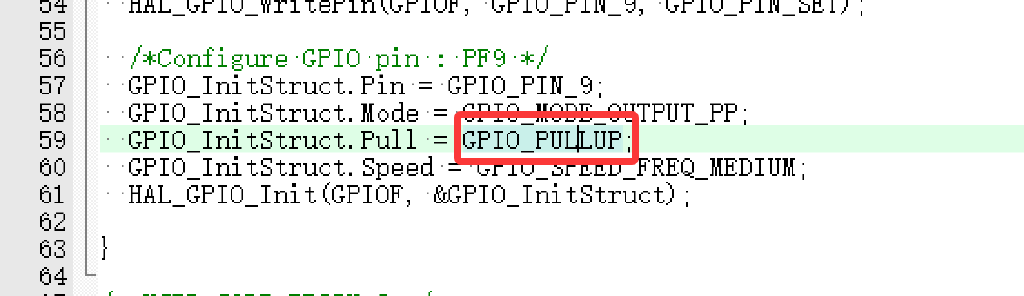 54 HAL_GPIO_WritePin(GPIOF, GPIO_PIN_9, GPIO_PIN_SET);
55
56 /*Configure GPIO pin : PF9 */
57 GPIO_InitStruct.Pin = GPIO_PIN_9;
58 GPIO_InitStruct.Mode = GPIO_MODE_OUTPUT_PP;
59 GPIO_InitStruct.Pull = GPIO_PULLUP;
60 GPIO_InitStruct.Speed = GPIO_SPEED_FREQ_MEDIUM;
61 HAL_GPIO_Init(GPIOF, &GPIO_InitStruct);
62
63 }
64